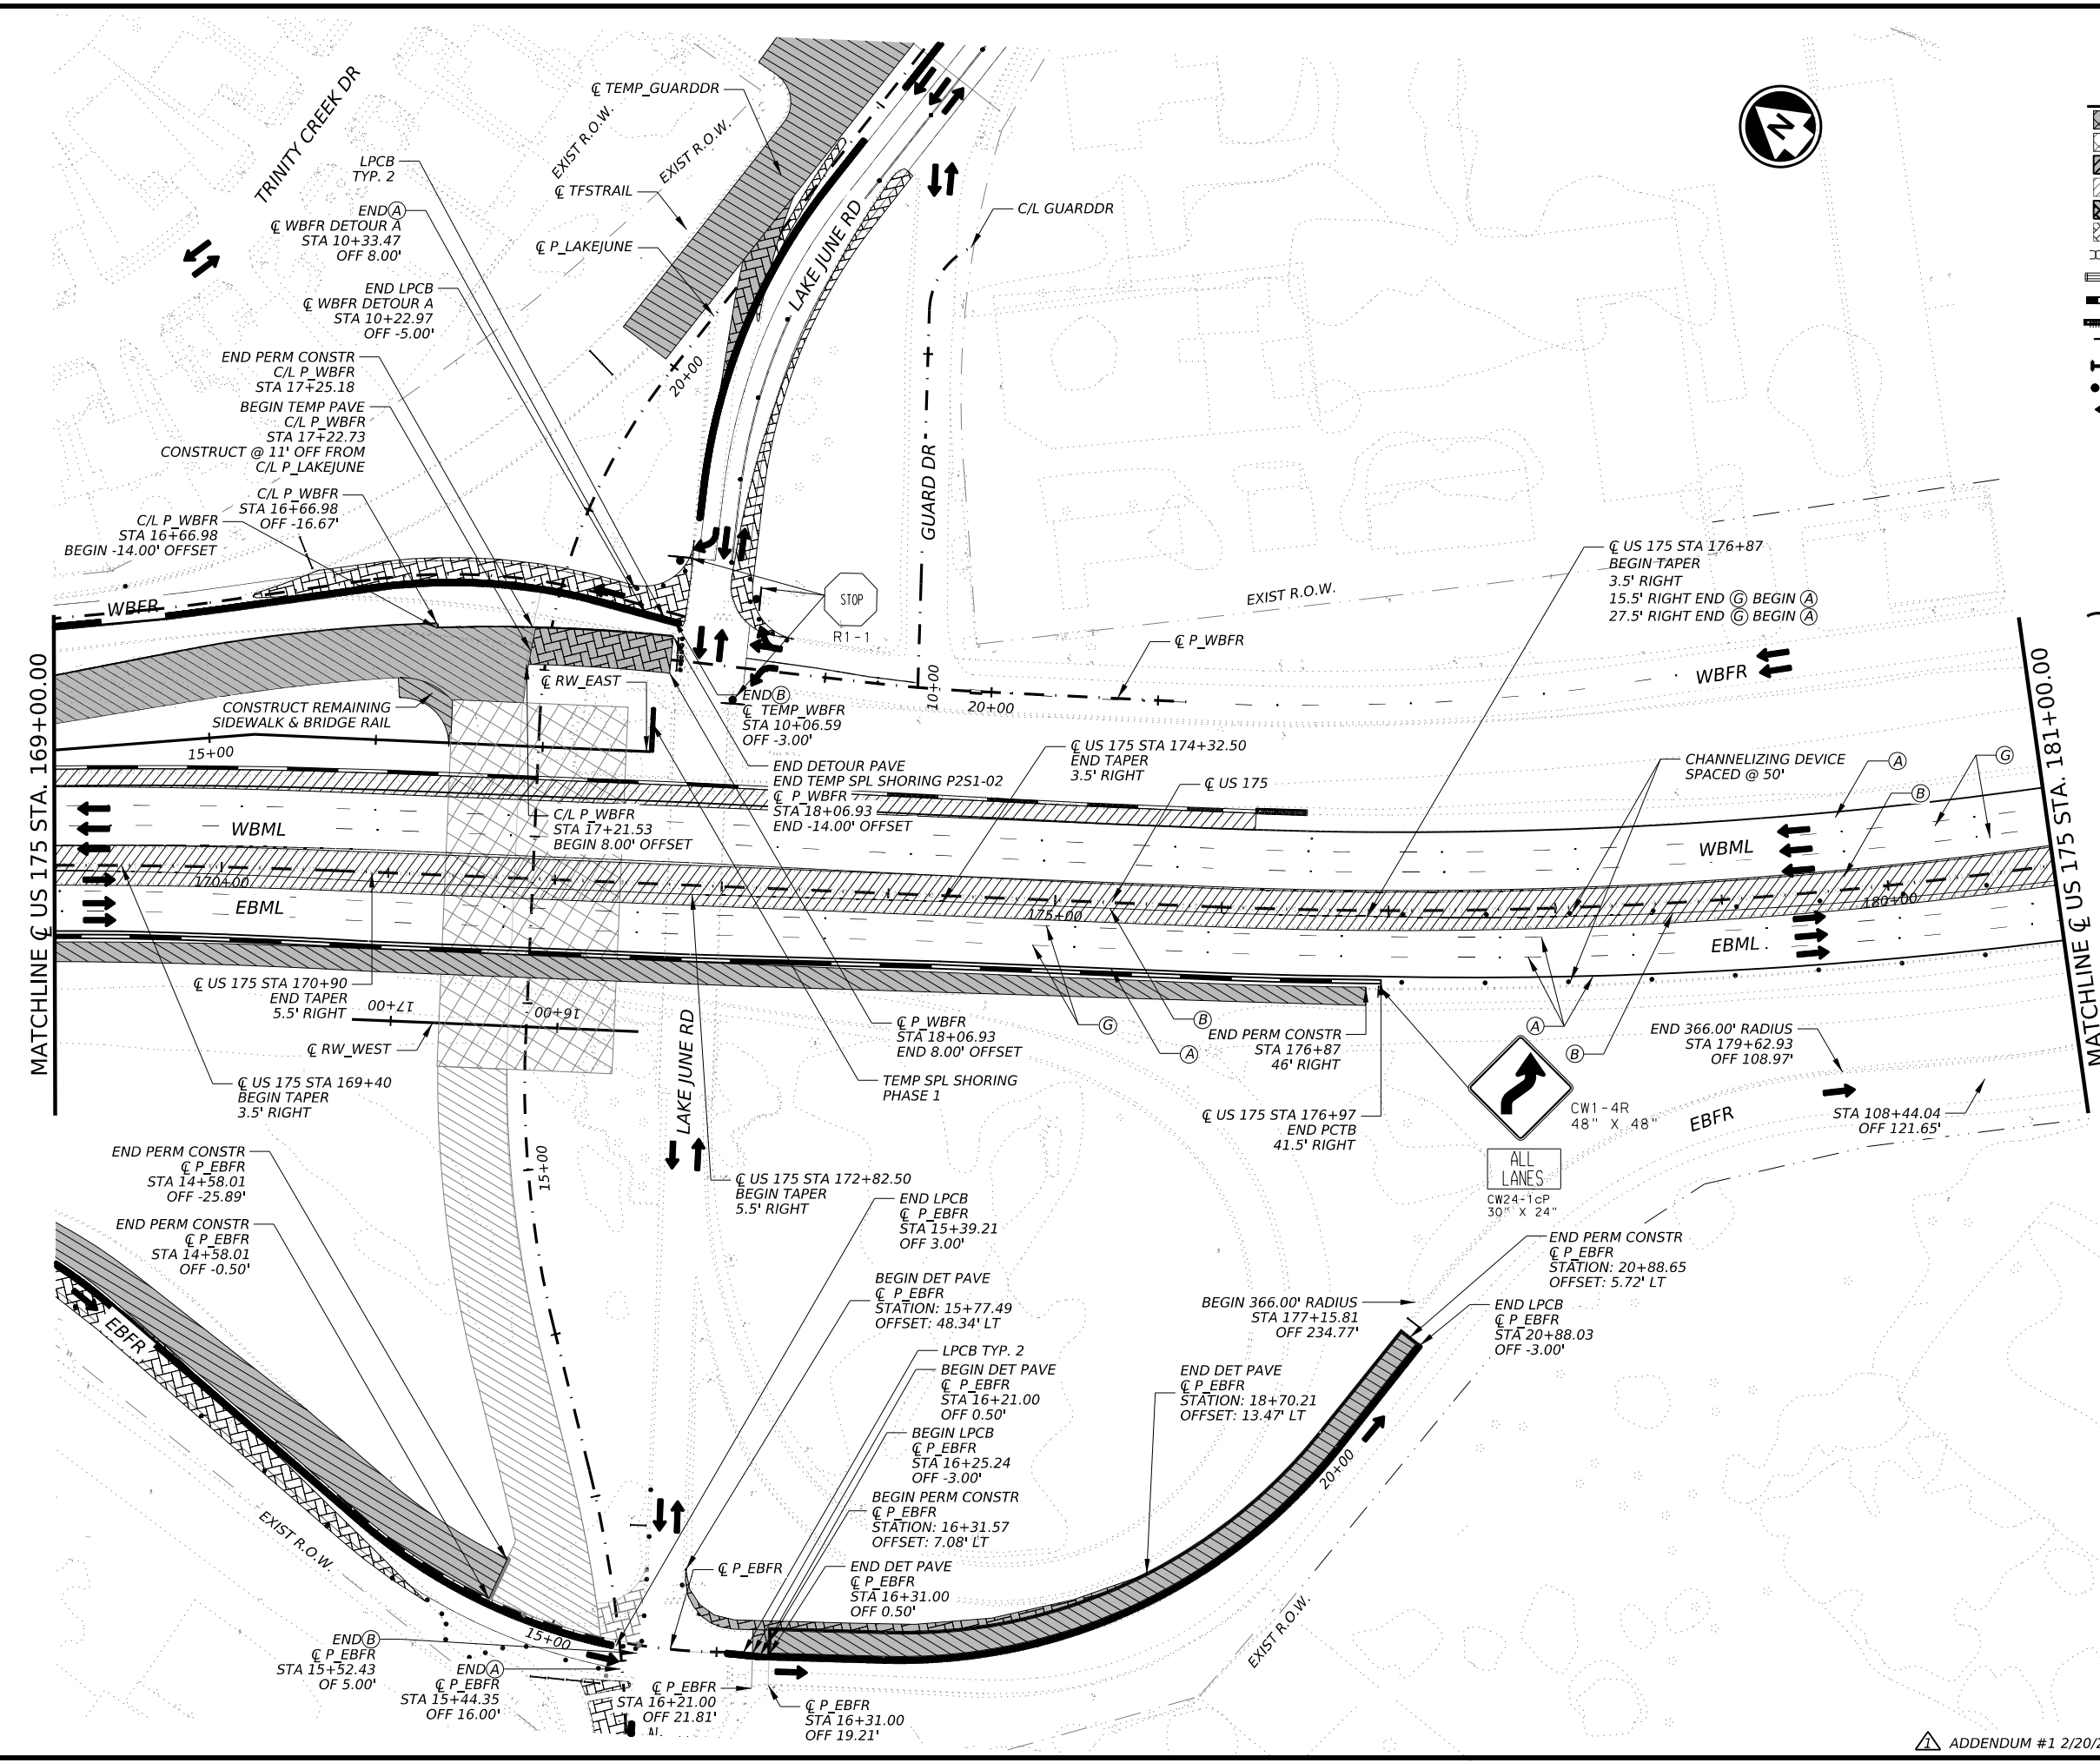 TRINITY CREEK DR
℄ TEMP_GUARDDR
EXIST R.O.W.
EXIST R.O.W.
LPCB
TYP. 2
℄ TFSTRAIL
END Ⓐ
℄ WBFR DETOUR A
STA 10+33.47
OFF 8.00'
℄ P_LAKEJUNE
LAKE JUNE RD
C/L GUARDDR
N
END LPCB
℄ WBFR DETOUR A
STA 10+22.97
OFF -5.00'
END PERM CONSTR
C/L P_WBFR
STA 17+25.18
20+00
BEGIN TEMP PAVE
C/L P_WBFR
STA 17+22.73
CONSTRUCT @ 11' OFF FROM
C/L P_LAKEJUNE
GUARD DR
C/L P_WBFR
STA 16+66.98
OFF -16.67'
C/L P_WBFR
STA 16+66.98
BEGIN -14.00' OFFSET
℄ US 175 STA 176+87
BEGIN TAPER
3.5' RIGHT
15.5' RIGHT END Ⓖ BEGIN Ⓐ
27.5' RIGHT END Ⓖ BEGIN Ⓐ
WBFR
STOP
R1-1
EXIST R.O.W.
℄ P_WBFR
WBFR
MATCHLINE ℄ US 175 STA. 169+00.00
MATCHLINE ℄ US 175 STA. 181+00.00
℄ RW_EAST
10+00
20+00
CONSTRUCT REMAINING
SIDEWALK & BRIDGE RAIL
END Ⓑ
℄ TEMP_WBFR
STA 10+06.59
OFF -3.00'
15+00
END DETOUR PAVE
END TEMP SPL SHORING P2S1-02
℄ P_WBFR
STA 18+06.93
END -14.00' OFFSET
℄ US 175 STA 174+32.50
END TAPER
3.5' RIGHT
℄ US 175
CHANNELIZING DEVICE
SPACED @ 50'
Ⓐ
Ⓖ
Ⓑ
WBML
C/L P_WBFR
STA 17+21.53
BEGIN 8.00' OFFSET
WBML
170+00
EBML
175+00
180+00
EBML
℄ US 175 STA 170+90
END TAPER
5.5' RIGHT
17+00
16+00
℄ RW_WEST
LAKE JUNE RD
℄ P_WBFR
STA 18+06.93
END 8.00' OFFSET
Ⓖ
Ⓑ
Ⓐ
END PERM CONSTR
STA 176+87
46' RIGHT
Ⓐ
Ⓑ
END 366.00' RADIUS
STA 179+62.93
OFF 108.97'
℄ US 175 STA 169+40
BEGIN TAPER
3.5' RIGHT
TEMP SPL SHORING
PHASE 1
℄ US 175 STA 176+97
END PCTB
41.5' RIGHT
CW1-4R
48" X 48"
EBFR
STA 108+44.04
OFF 121.65'
ALL
LANES
CW24-1cP
30" X 24"
END PERM CONSTR
℄ P_EBFR
STA 14+58.01
OFF -25.89'
15+00
℄ US 175 STA 172+82.50
BEGIN TAPER
5.5' RIGHT
END LPCB
℄ P_EBFR
STA 15+39.21
OFF 3.00'
END PERM CONSTR
℄ P_EBFR
STA 14+58.01
OFF -0.50'
END PERM CONSTR
℄ P_EBFR
STATION: 20+88.65
OFFSET: 5.72' LT
BEGIN DET PAVE
℄ P_EBFR
STATION: 15+77.49
OFFSET: 48.34' LT
BEGIN 366.00' RADIUS
STA 177+15.81
OFF 234.77'
END LPCB
℄ P_EBFR
STA 20+88.03
OFF -3.00'
EBFR
LPCB TYP. 2
BEGIN DET PAVE
℄ P_EBFR
STA 16+21.00
OFF 0.50'
END DET PAVE
℄ P_EBFR
STATION: 18+70.21
OFFSET: 13.47' LT
BEGIN LPCB
℄ P_EBFR
STA 16+25.24
OFF -3.00'
20+00
BEGIN PERM CONSTR
℄ P_EBFR
STATION: 16+31.57
OFFSET: 7.08' LT
EXIST R.O.W.
℄ P_EBFR
END DET PAVE
℄ P_EBFR
STA 16+31.00
OFF 0.50'
EXIST R.O.W.
15+00
END Ⓑ
℄ P_EBFR
STA 15+52.43
OF 5.00'
END Ⓐ
℄ P_EBFR
STA 15+44.35
OFF 16.00'
℄ P_EBFR
STA 16+21.00
OFF 21.81'
℄ P_EBFR
STA 16+31.00
OFF 19.21'
1 ADDENDUM #1 2/20/